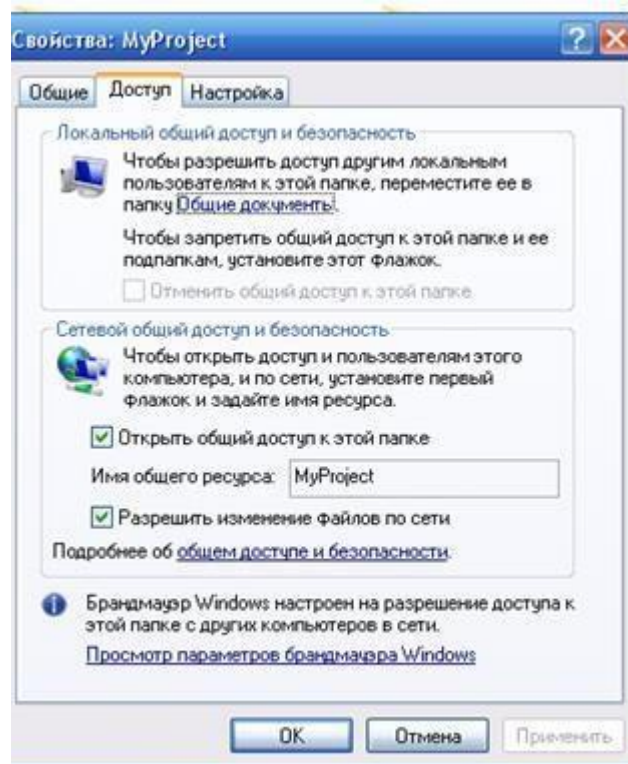 Свойства: MyProject
Общие Доступ Настройка
Локальный общий доступ и безопасность
Чтобы разрешить доступ другим локальным
пользователям к этой папке, переместите ее в
папку Общие документы.
Чтобы запретить общий доступ к этой папке и ее
подпапкам, установите этот флажок.
Отменить общий доступ к этой папке
Сетевой общий доступ и безопасность
Чтобы открыть доступ и пользователям этого
компьютера, и по сети, установите первый
флажок и задайте имя ресурса.
Открыть общий доступ к этой папке
Имя общего ресурса: MyProject
Разрешить изменение файлов по сети
Подробнее об общем доступе и безопасности.
Брандмауэр Windows настроен на разрешение доступа к
этой папке с других компьютеров в сети.
Просмотр параметров брандмауэра Windows
OK Отмена Применить